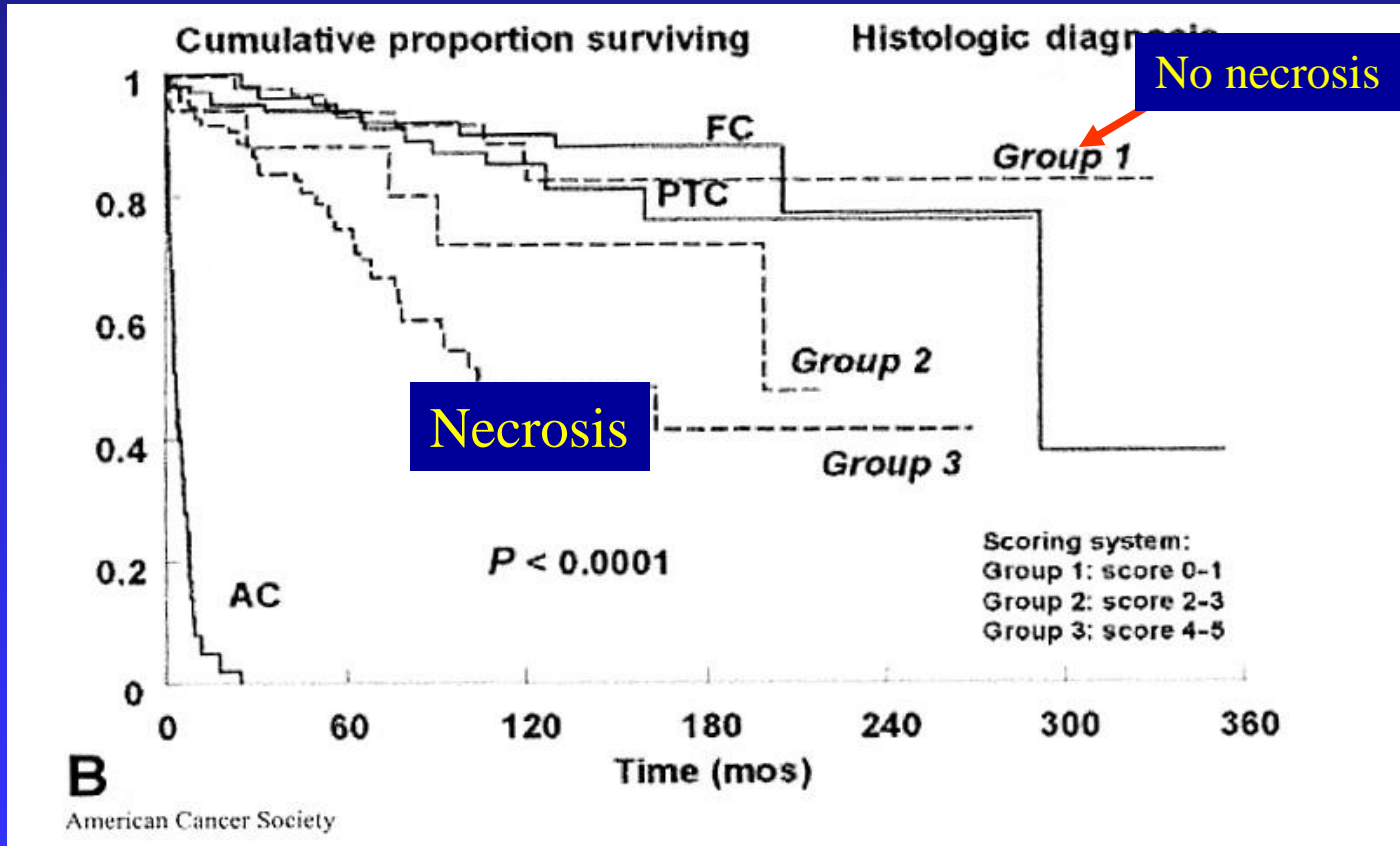 Cumulative proportion surviving
Histologic
No necrosis
1
0.8
0.6
0.4
0.2
0
FC
Group 1
PTC
Group 2
Necrosis
Group 3
P < 0.0001
AC
Scoring system:
Group 1: score 0-1
Group 2: score 2-3
Group 3: score 4-5
0 60 120 180 240 300 360
Time (mos)
B
American Cancer Society